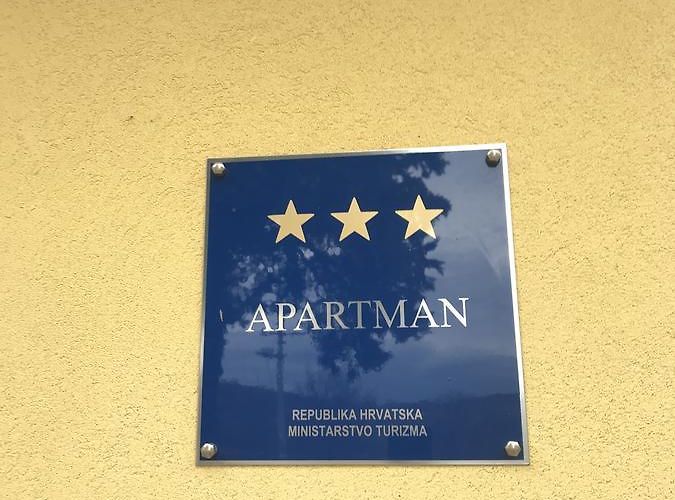 APARTMAN
REPUBLIKA HRVATSKA
MINISTARSTVO TURIZMA